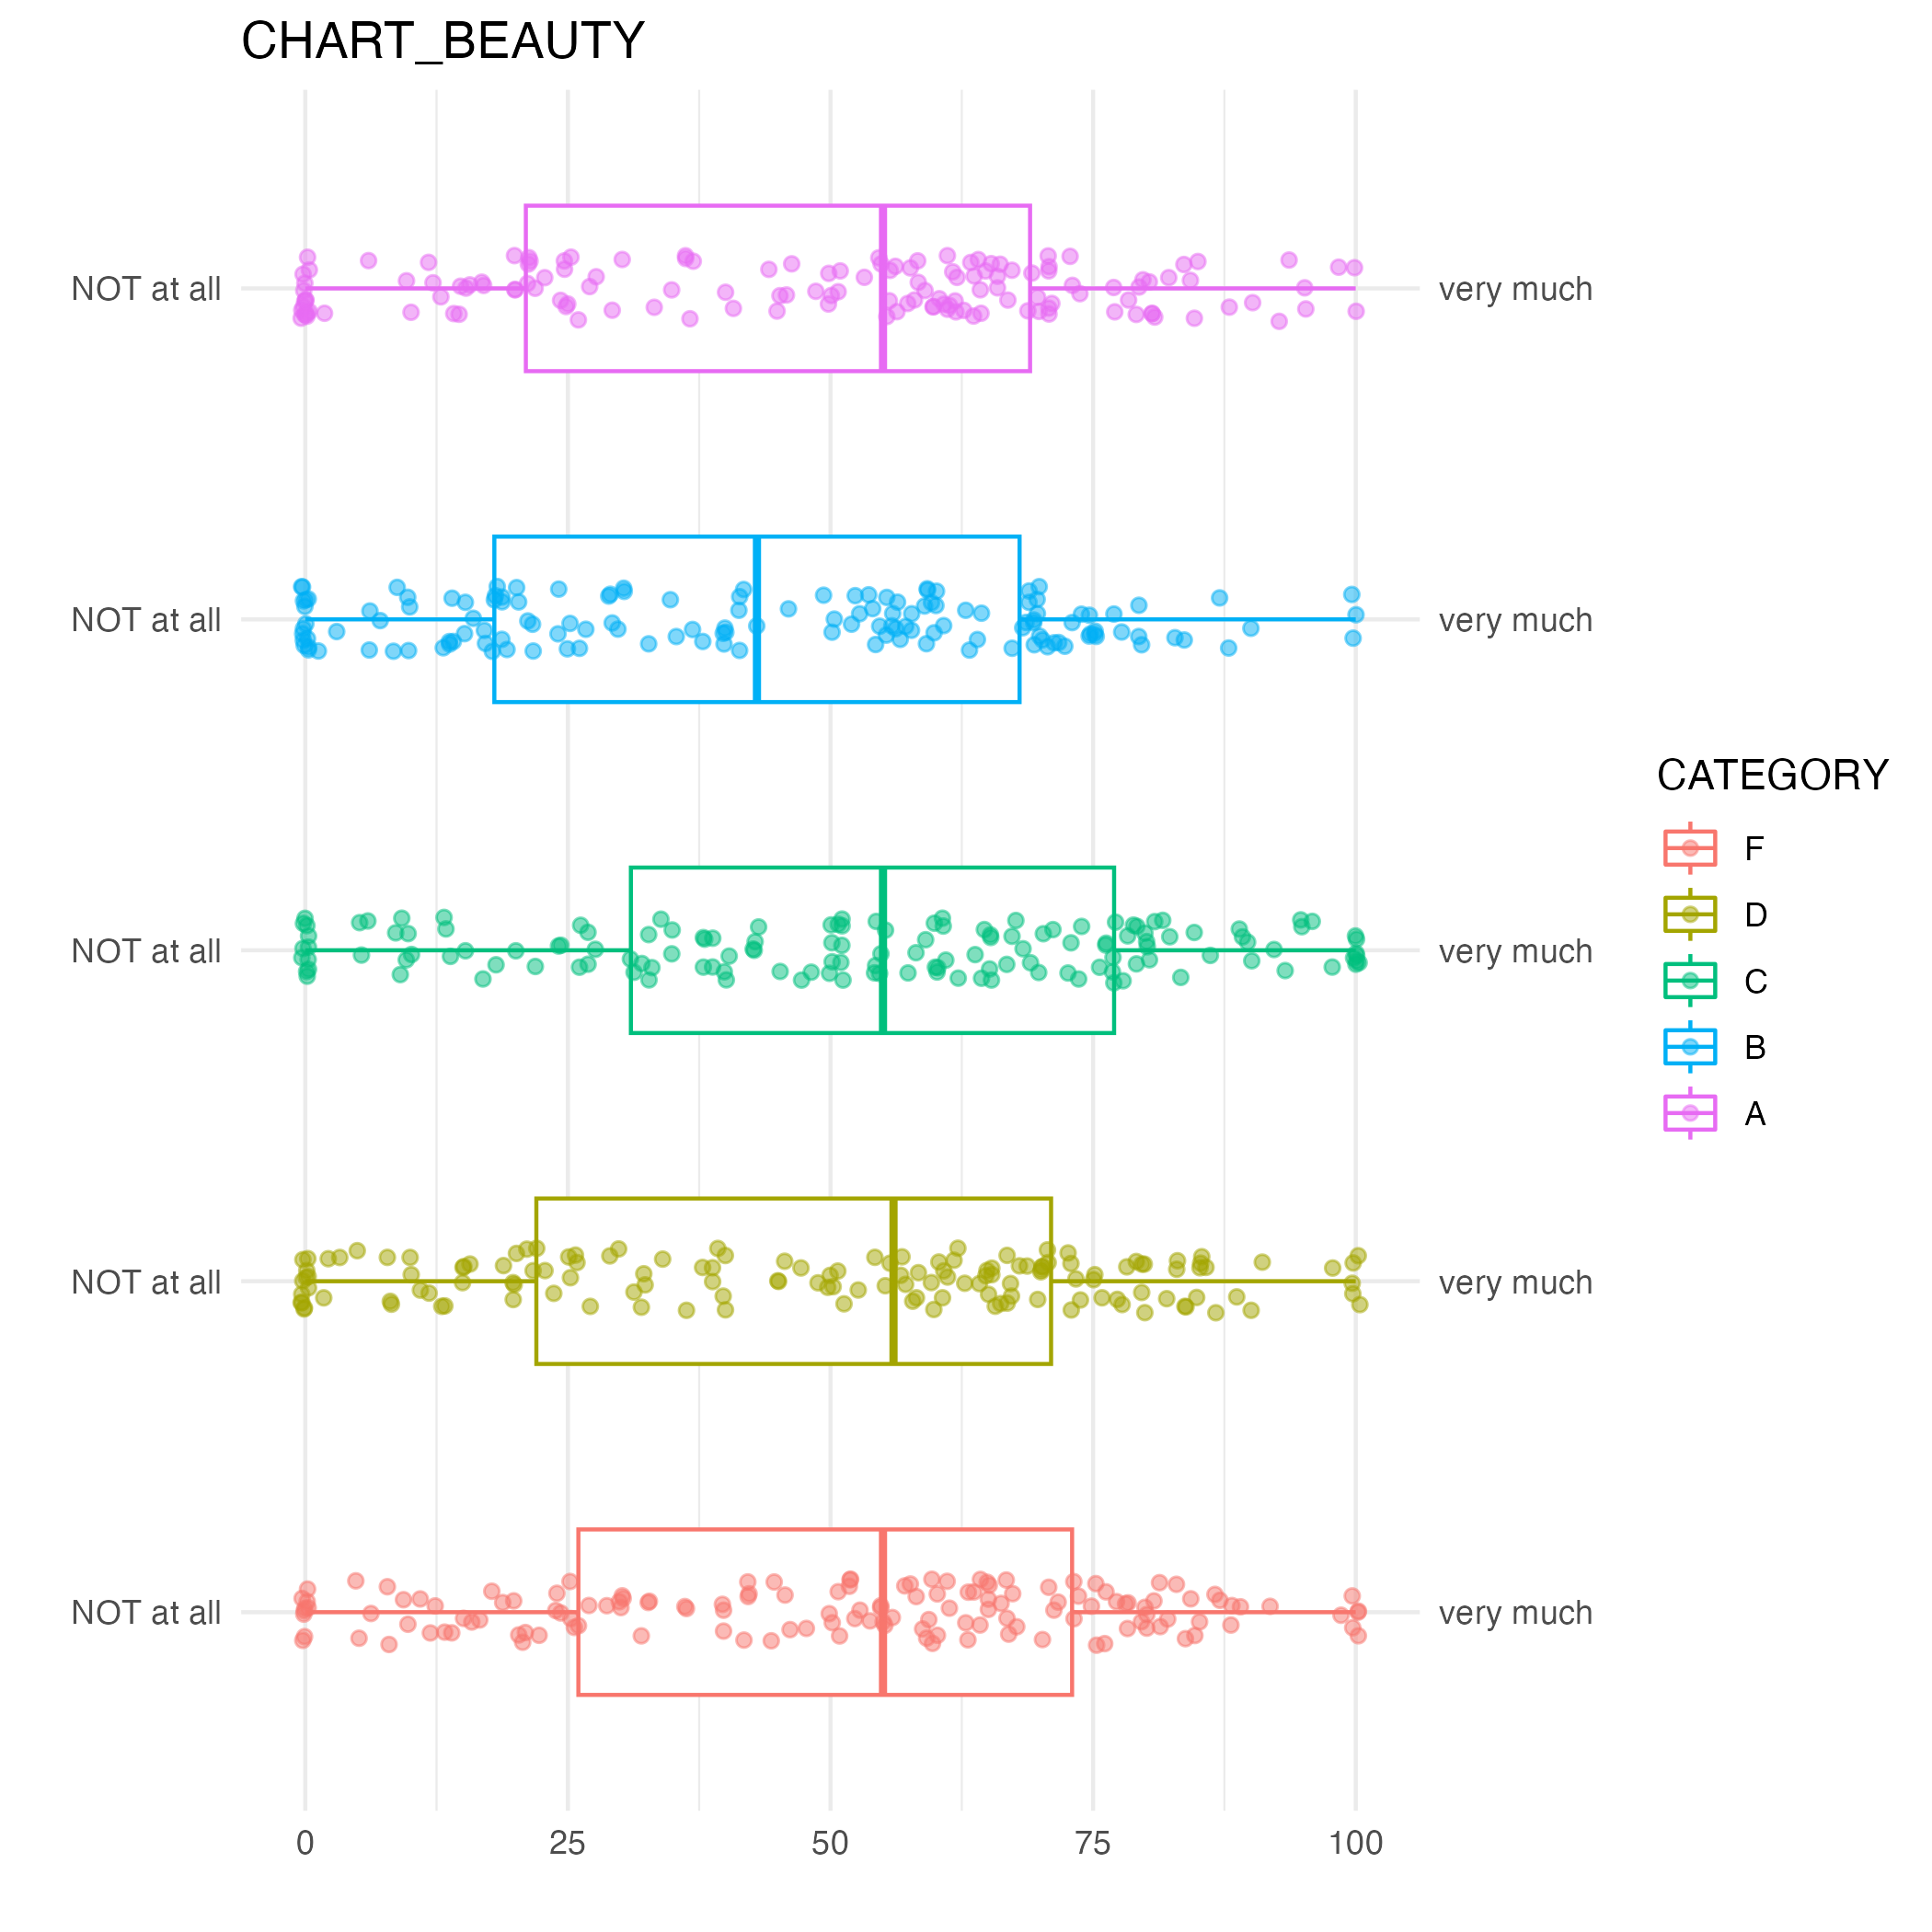 CHART_BEAUTY
NOT at all very much
NOT at all very much
NOT at all very much
NOT at all very much
NOT at all very much
0 25 50 75 100
CATEGORY
F
D
C
B
A